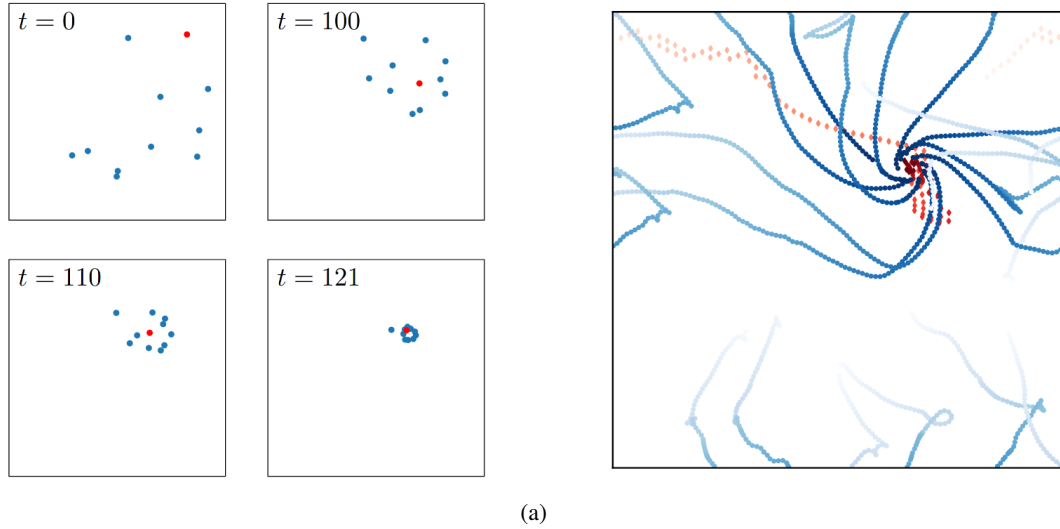 t = 0
t = 100
t = 110
t = 121
(a)